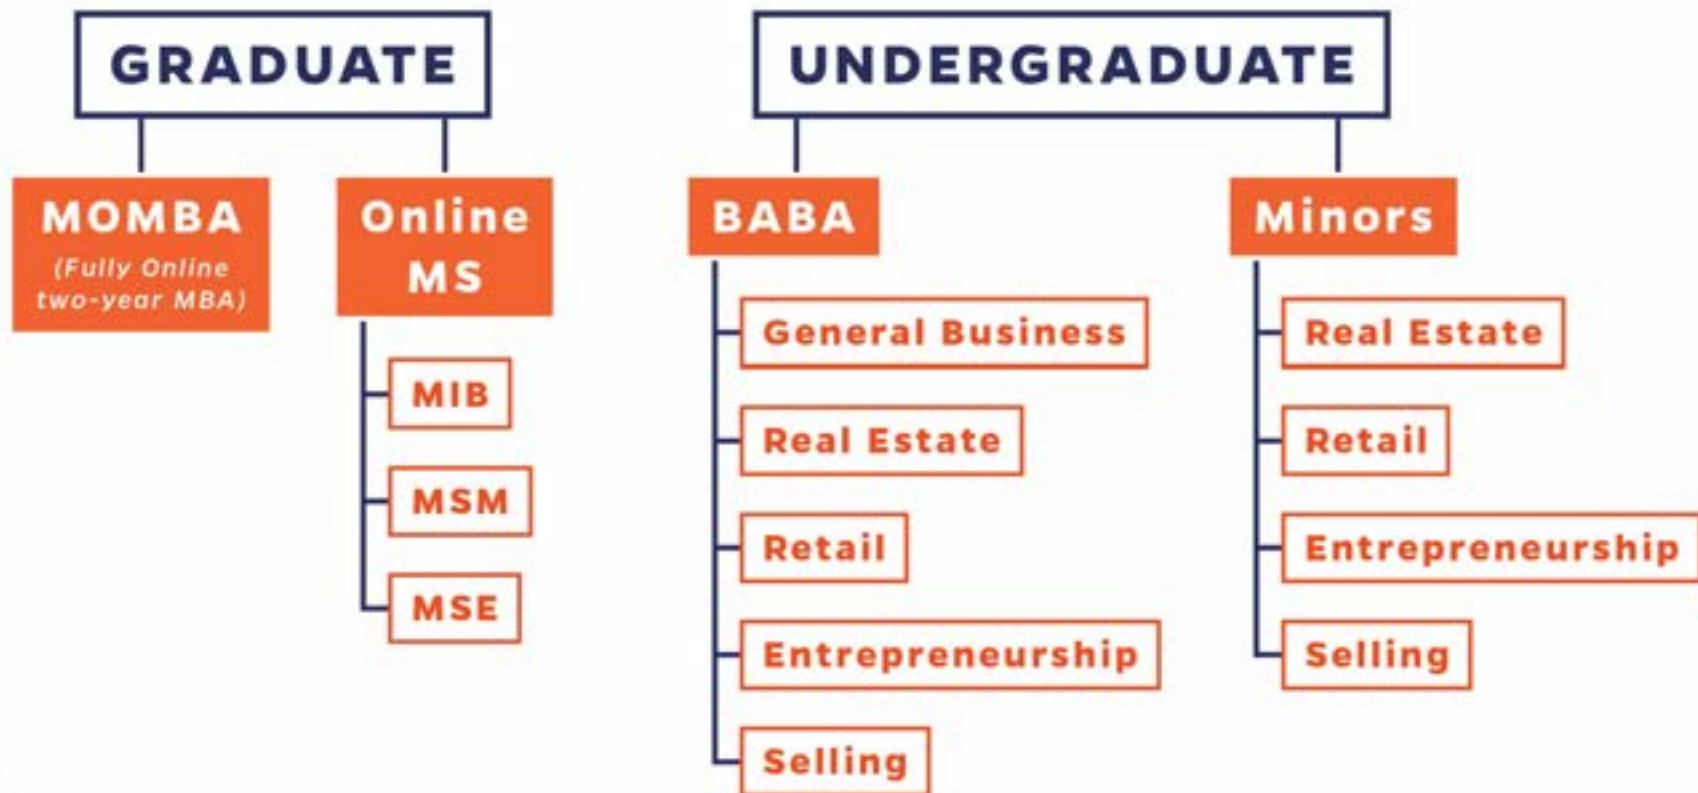 GRADUATE
MOMBA
(Fully Online
two-year MBA)
Online
MS
MIB
MSM
MSE
UNDERGRADUATE
BABA
General Business
Real Estate
Retail
Entrepreneurship
Selling
Minors
Real Estate
Retail
Entrepreneurship
Selling